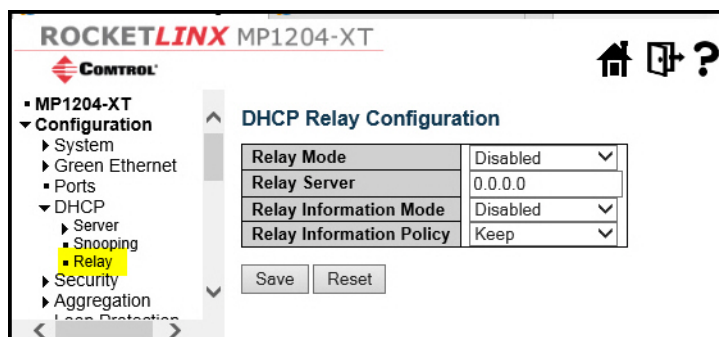 ROCKETLINX MP1204-XT
COMTROL
?
MP1204-XT
Configuration
System
Green Ethernet
Ports
DHCP
Server
Snooping
Relay
Security
Aggregation
Loop Protection
DHCP Relay Configuration
Relay Mode Disabled
Relay Server 0.0.0.0
Relay Information Mode Disabled
Relay Information Policy Keep
Save Reset